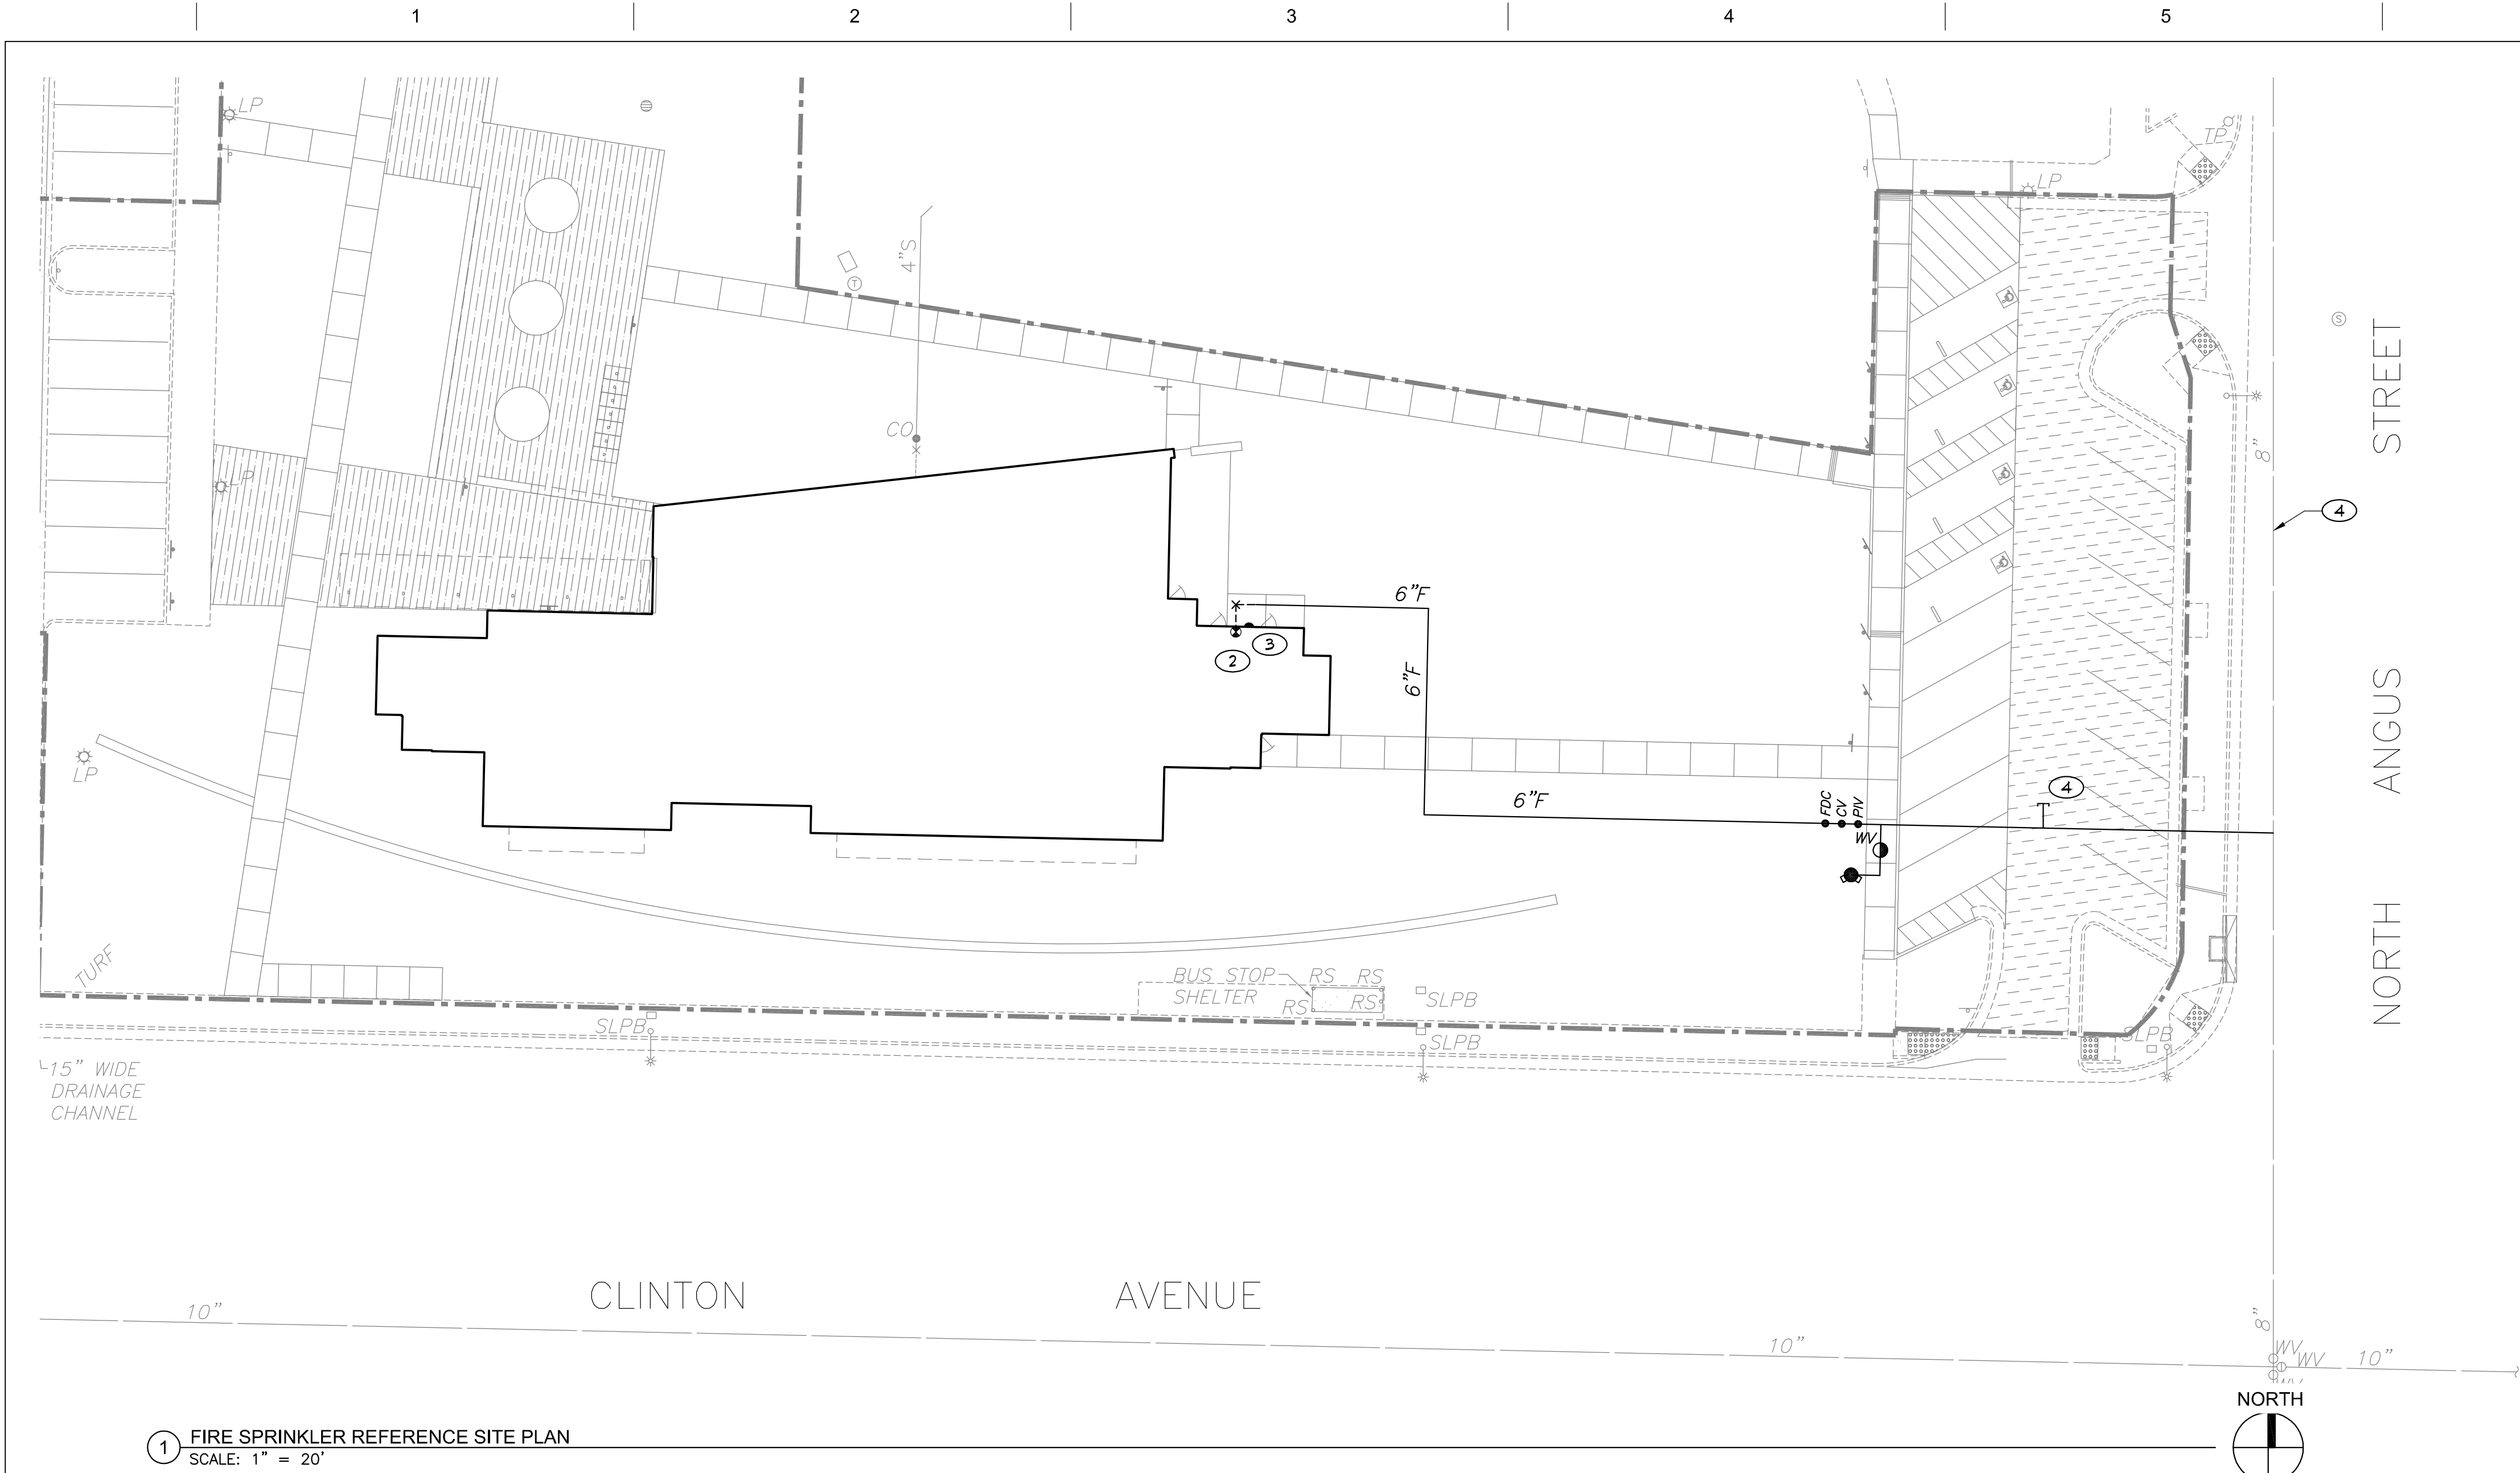 1 2 3 4 5
LP
TP
LP
4"S
T
S
STREET
CO
8"
LP
4
6"F
3
2
6"F
ANGUS
LP
4
6"F
FDC
CV
PIV
WV
NORTH
TURF
BUS STOP
SHELTER
RS RS
RS RS
SLPB
SLPB
SLPB
SLPB
15" WIDE
DRAINAGE
CHANNEL
CLINTON AVENUE
10"
8"
10"
WV
WV
10"
NORTH
1 FIRE SPRINKLER REFERENCE SITE PLAN
SCALE: 1" = 20'